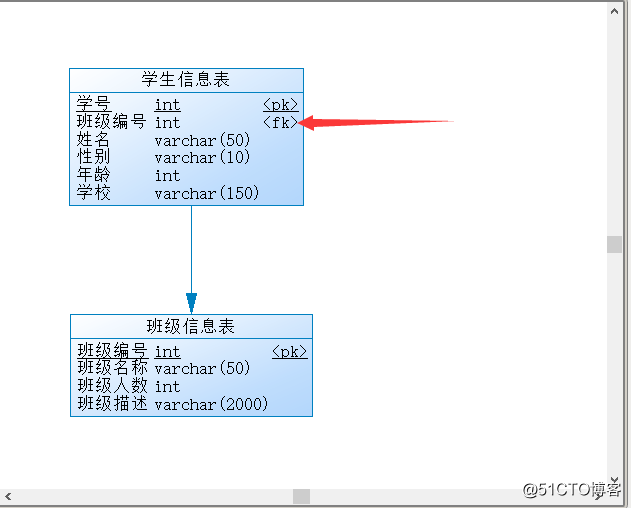 学生信息表
学号 int <pk>
班级编号 int <fk>
姓名 varchar(50)
性别 varchar(10)
年龄 int
学校 varchar(150)
班级信息表
班级编号 int <pk>
班级名称 varchar(50)
班级人数 int
班级描述 varchar(2000)
@51CTO博客